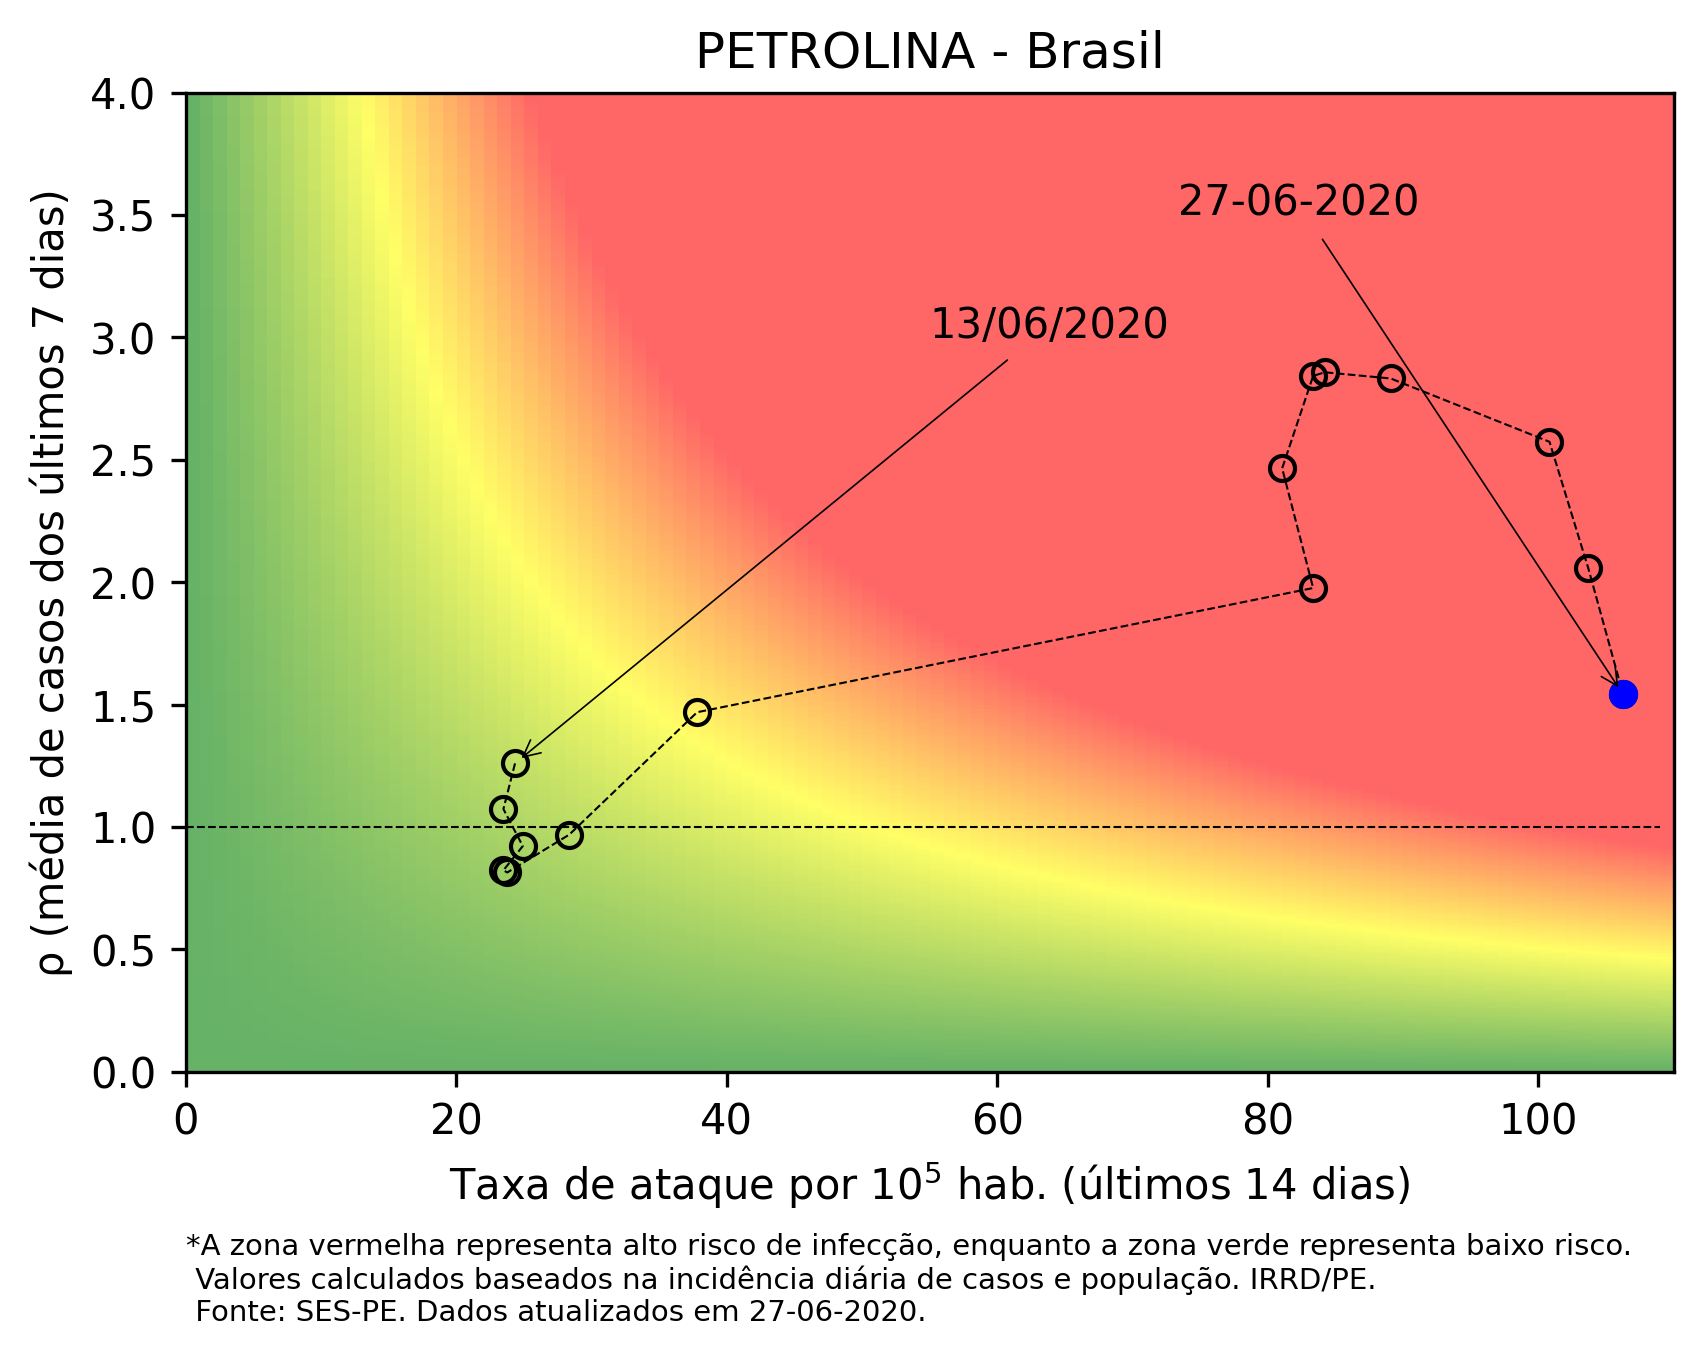 PETROLINA - Brasil
4.0
3.5
3.0
2.5
2.0
1.5
1.0
0.5
0.0
ρ (média de casos dos últimos 7 dias)
27-06-2020
13/06/2020
0 20 40 60 80 100
Taxa de ataque por 10⁵ hab. (últimos 14 dias)
*A zona vermelha representa alto risco de infecção, enquanto a zona verde representa baixo risco.
Valores calculados baseados na incidência diária de casos e população. IRRD/PE.
Fonte: SES-PE. Dados atualizados em 27-06-2020.